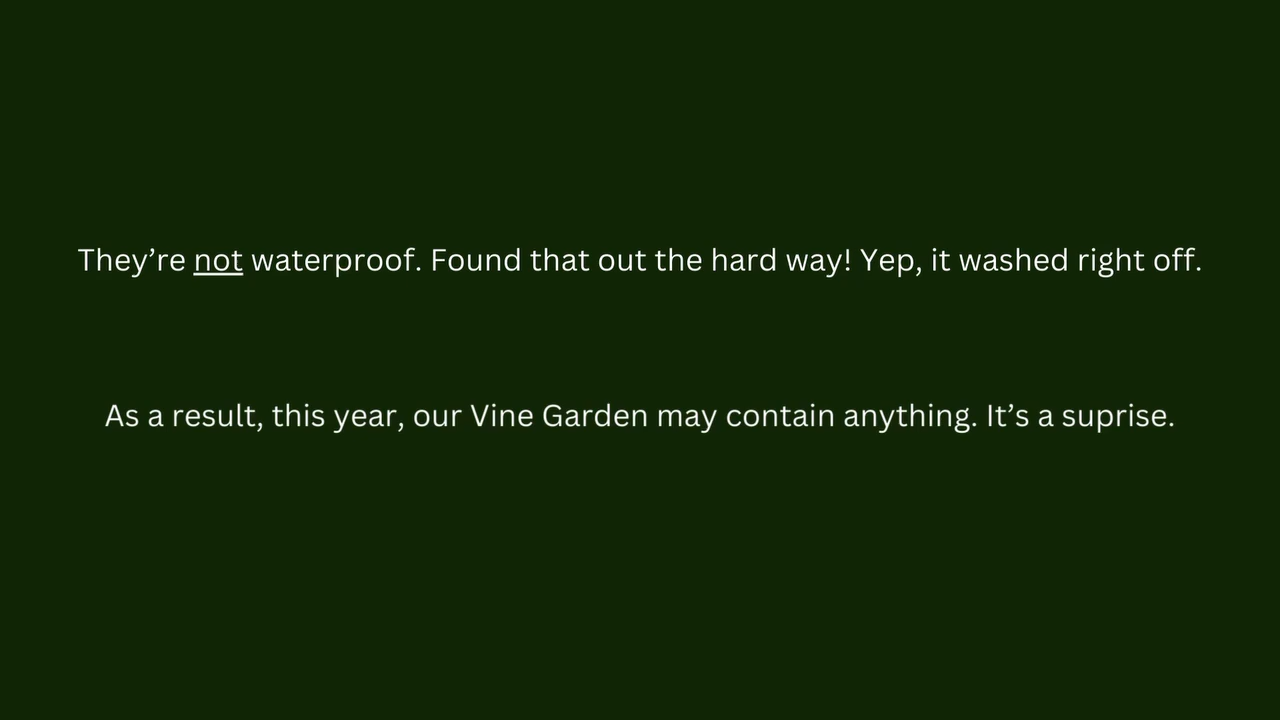 They’re not waterproof. Found that out the hard way! Yep, it washed right off.
As a result, this year, our Vine Garden may contain anything. It’s a suprise.